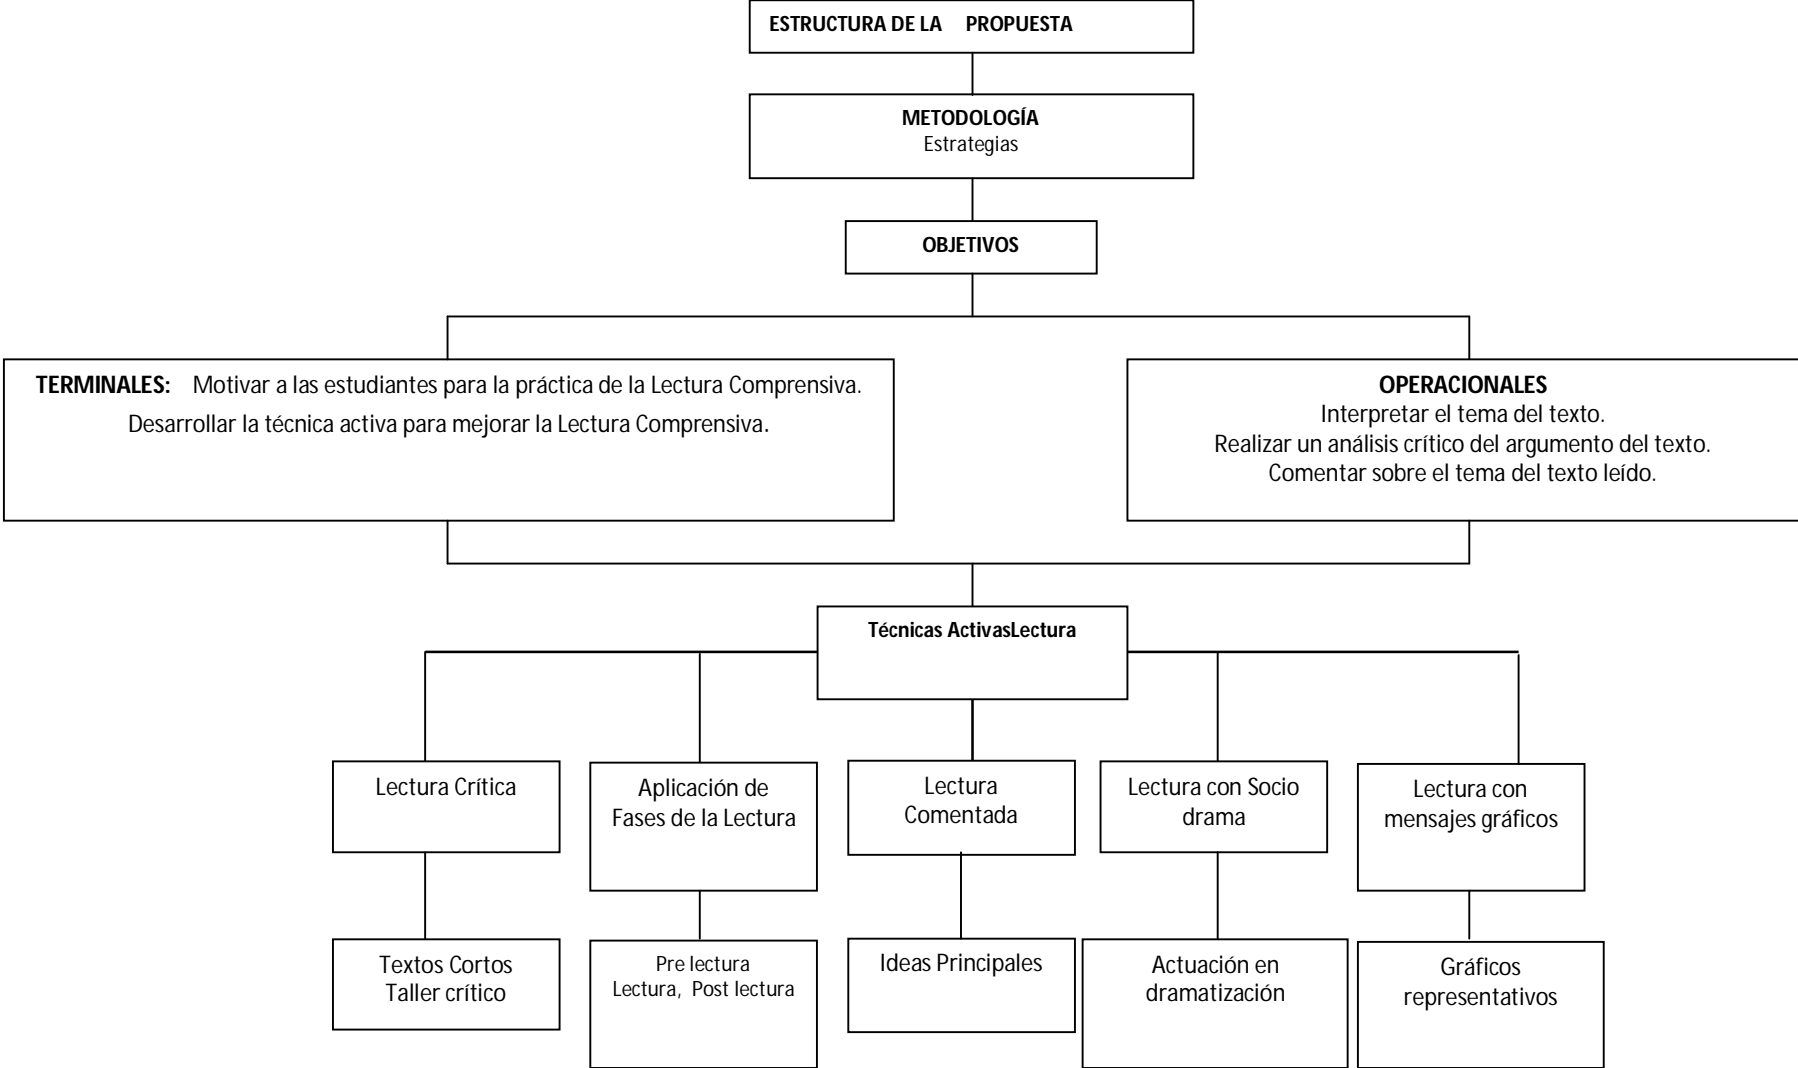 ESTRUCTURA DE LA PROPUESTA
METODOLOGÍA
Estrategias
OBJETIVOS
TERMINALES: Motivar a las estudiantes para la práctica de la Lectura Comprensiva.
Desarrollar la técnica activa para mejorar la Lectura Comprensiva.
OPERACIONALES
Interpretar el tema del texto.
Realizar un análisis crítico del argumento del texto.
Comentar sobre el tema del texto leído.
Técnicas ActivasLectura
Lectura Crítica
Aplicación de
Fases de la Lectura
Lectura
Comentada
Lectura con Socio
drama
Lectura con
mensajes gráficos
Textos Cortos
Taller crítico
Pre lectura
Lectura, Post lectura
Ideas Principales
Actuación en
dramatización
Gráficos
representativos